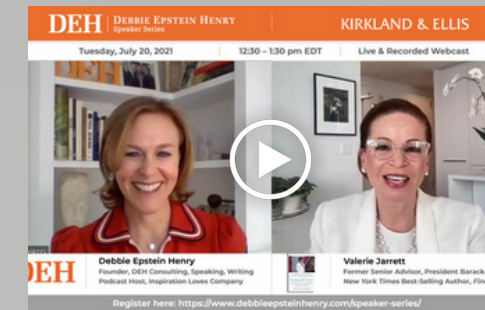 DEH DEBBIE EPSTEIN HENRY
Speaker Series
KIRKLAND & ELLIS
Tuesday, July 20, 2021 12:30 – 1:30 pm EDT Live & Recorded Webcast
DEH
Debbie Epstein Henry
Founder, DEH Consulting, Speaking, Writing
Podcast Host, Inspiration Loves Company
Valerie Jarrett
Former Senior Advisor, President Barack
New York Times Best-Selling Author,
Register here: https://www.debbieepsteinhenry.com/speaker-series/